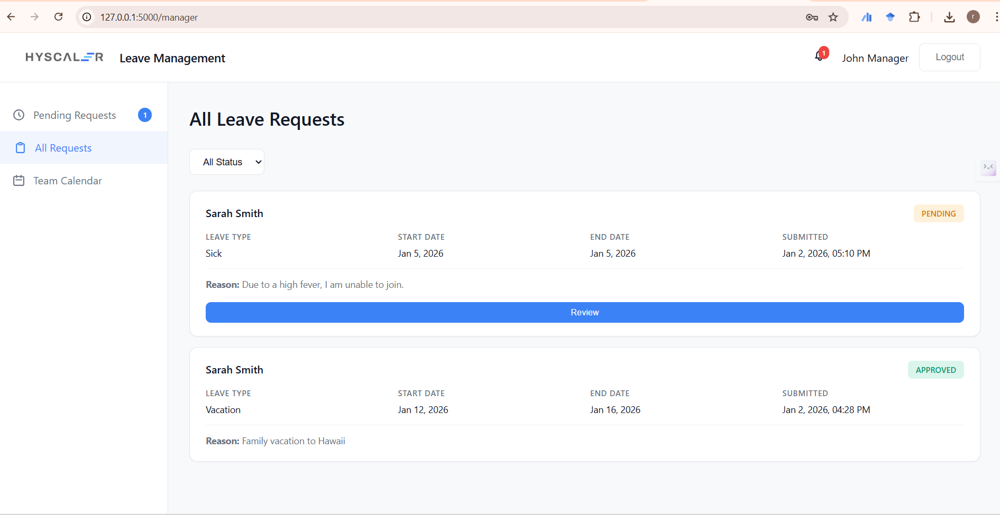 127.0.0.1:5000/manager
r
HYSCALER
Leave Management
1
John Manager
Logout
Pending Requests 1
All Requests
Team Calendar
All Leave Requests
All Status
Sarah Smith
PENDING
LEAVE TYPE START DATE END DATE SUBMITTED
Sick Jan 5, 2026 Jan 5, 2026 Jan 2, 2026, 05:10 PM
Reason: Due to a high fever, I am unable to join.
Review
Sarah Smith
APPROVED
LEAVE TYPE START DATE END DATE SUBMITTED
Vacation Jan 12, 2026 Jan 16, 2026 Jan 2, 2026, 04:28 PM
Reason: Family vacation to Hawaii